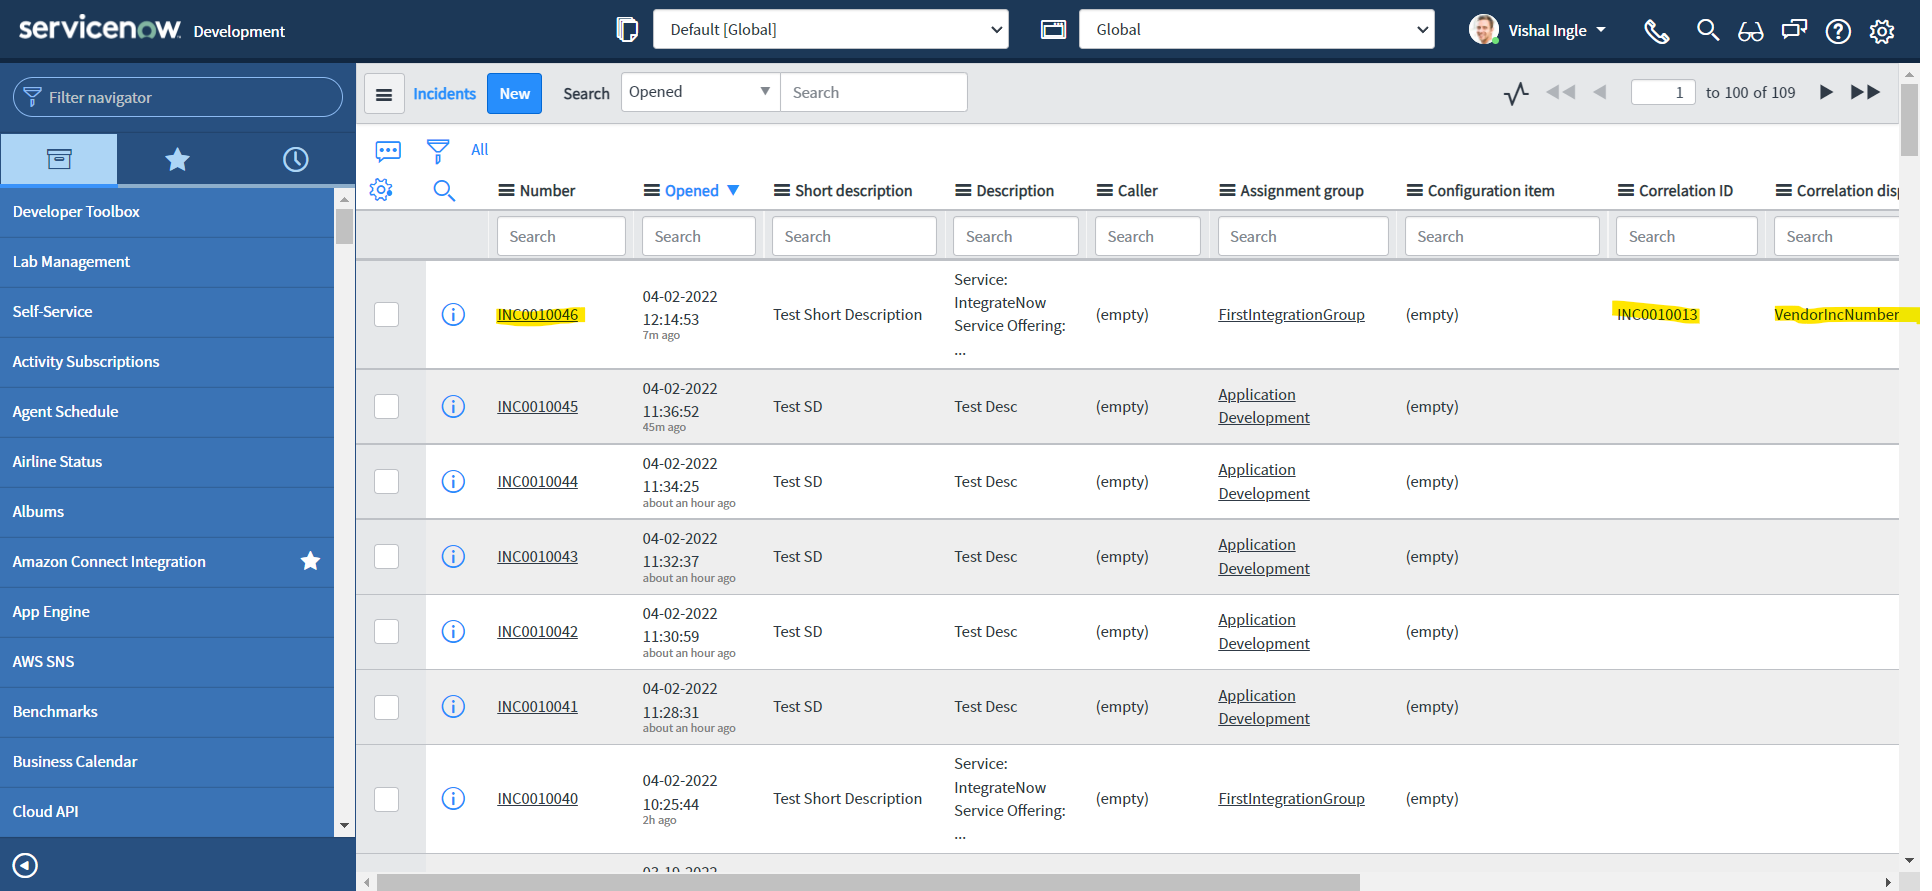 servicenow. Development
Default [Global]
Global
Vishal Ingle
Filter navigator
Developer Toolbox
Lab Management
Self-Service
Activity Subscriptions
Agent Schedule
Airline Status
Albums
Amazon Connect Integration
App Engine
AWS SNS
Benchmarks
Business Calendar
Cloud API
Incidents New Search Opened Search 1 to 100 of 109
All
Number Opened Short description Description Caller Assignment group Configuration item Correlation ID Correlation disp
Search Search Search Search Search Search Search Search Search
INC0010046
04-02-2022
12:14:53
7m ago
Test Short Description
Service:
IntegrateNow
Service Offering:
...
(empty)
FirstIntegrationGroup
(empty)
INC0010013
VendorIncNumber
INC0010045
04-02-2022
11:36:52
45m ago
Test SD
Test Desc
(empty)
Application
Development
(empty)
INC0010044
04-02-2022
11:34:25
about an hour ago
Test SD
Test Desc
(empty)
Application
Development
(empty)
INC0010043
04-02-2022
11:32:37
about an hour ago
Test SD
Test Desc
(empty)
Application
Development
(empty)
INC0010042
04-02-2022
11:30:59
about an hour ago
Test SD
Test Desc
(empty)
Application
Development
(empty)
INC0010041
04-02-2022
11:28:31
about an hour ago
Test SD
Test Desc
(empty)
Application
Development
(empty)
INC0010040
04-02-2022
10:25:44
2h ago
Test Short Description
Service:
IntegrateNow
Service Offering:
...
(empty)
FirstIntegrationGroup
(empty)